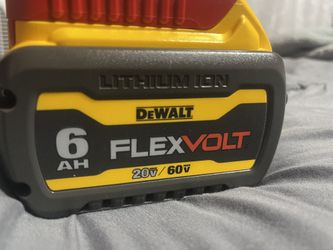 LITHIUM ION
DEWALT
6
AH
FLEXVOLT
20V / 60V